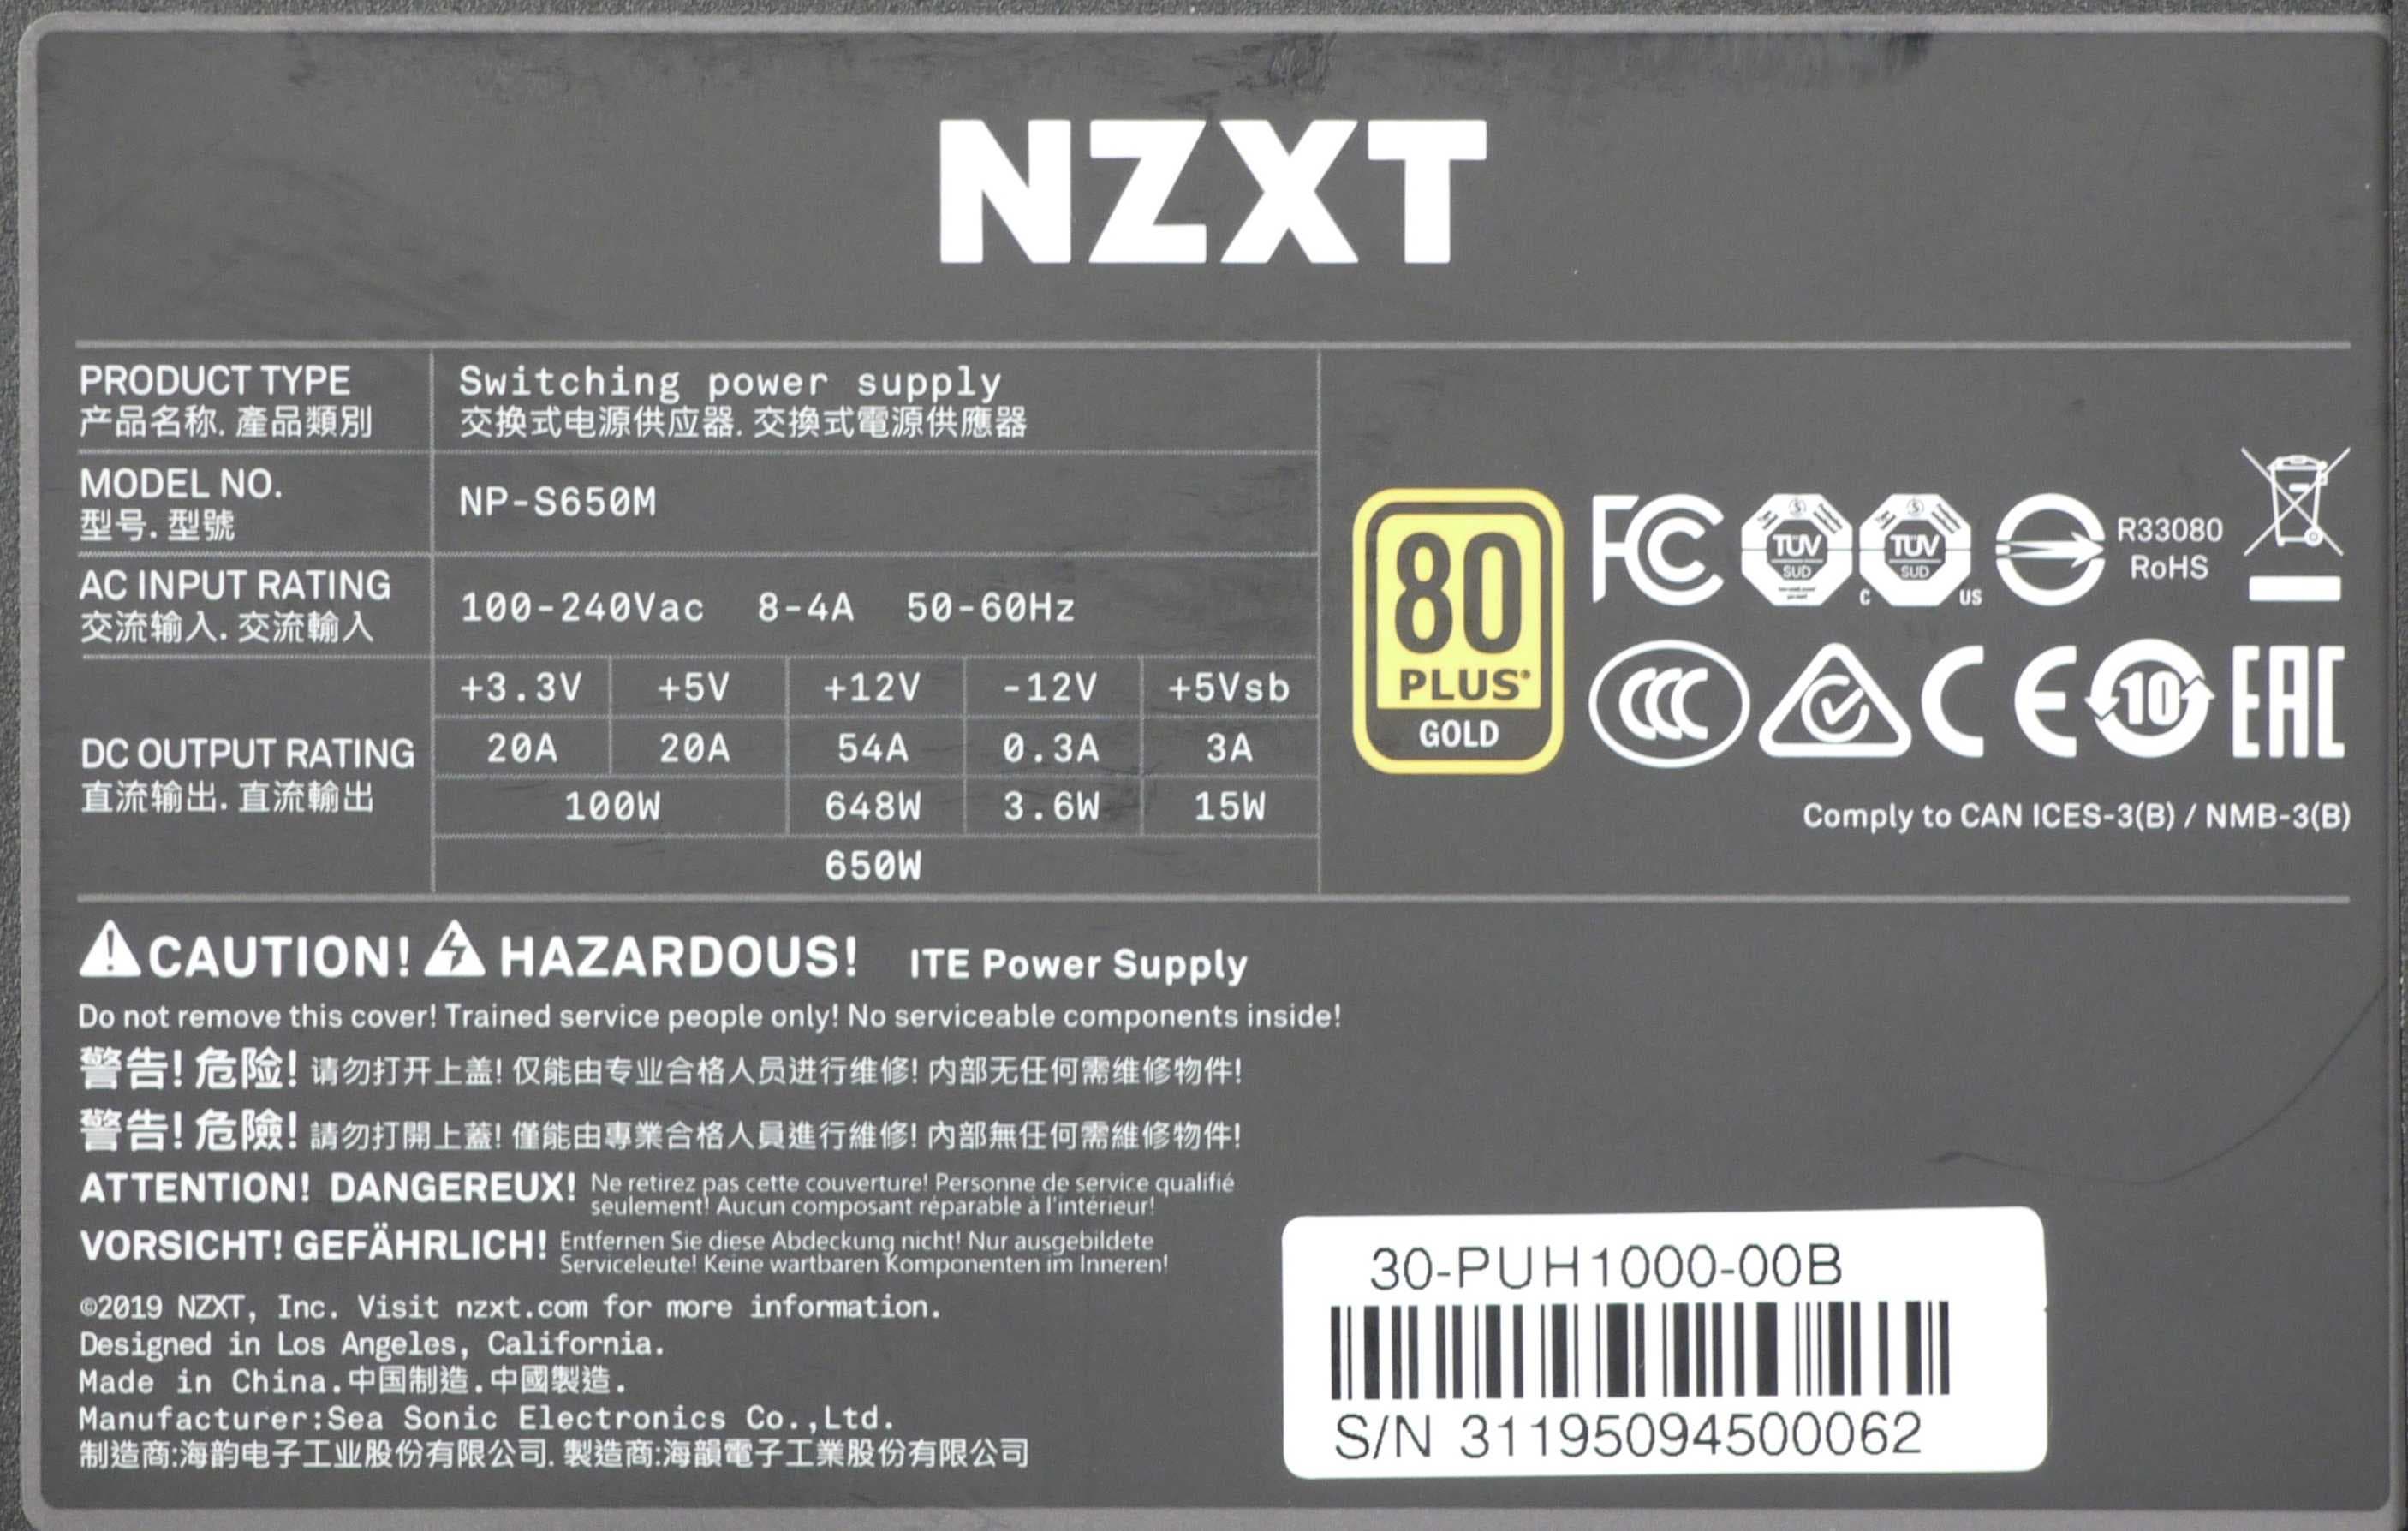 NZXT
PRODUCT TYPE
产品名称. 產品類別
Switching power supply
交换式电源供应器. 交換式電源供應器
MODEL NO.
型号. 型號
NP-S650M
AC INPUT RATING
交流输入. 交流輸入
100-240Vac 8-4A 50-60Hz
DC OUTPUT RATING
直流输出. 直流輸出
+3.3V +5V +12V -12V +5Vsb
20A 20A 54A 0.3A 3A
100W 648W 3.6W 15W
650W
80
PLUS®
GOLD
FC
TÜV
SUD
TÜV
SUD
C US
R33080
RoHS
CCC
CE
10
EAC
Comply to CAN ICES-3(B) / NMB-3(B)
CAUTION! HAZARDOUS! ITE Power Supply
Do not remove this cover! Trained service people only! No serviceable components inside!
警告! 危险! 请勿打开上盖! 仅能由专业合格人员进行维修! 内部无任何需维修物件!
警告! 危險! 請勿打開上蓋! 僅能由專業合格人員進行維修! 內部無任何需維修物件!
ATTENTION! DANGEREUX! Ne retirez pas cette couverture! Personne de service qualifié
seulement! Aucun composant réparable à l'intérieur!
VORSICHT! GEFÄHRLICH! Entfernen Sie diese Abdeckung nicht! Nur ausgebildete
Serviceleute! Keine wartbaren Komponenten im Inneren!
©2019 NZXT, Inc. Visit nzxt.com for more information.
Designed in Los Angeles, California.
Made in China.中国制造.中國製造.
Manufacturer:Sea Sonic Electronics Co.,Ltd.
制造商:海韵电子工业股份有限公司. 製造商:海韻電子工業股份有限公司
30-PUH1000-00B
S/N 31195094500062